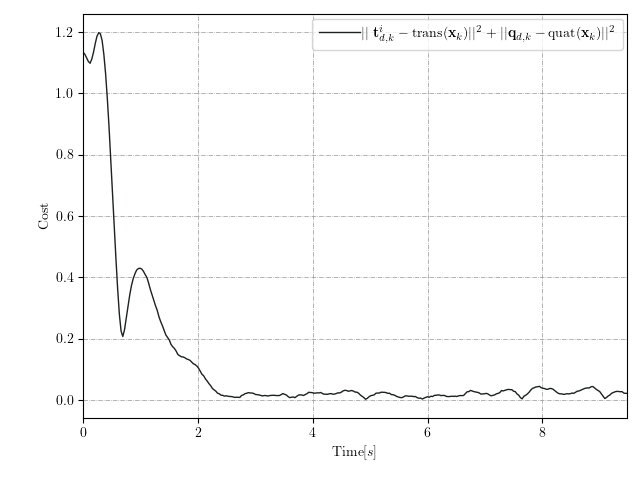 || t^i_{d,k} − trans(x_k)||^2 + ||q_{d,k} − quat(x_k)||^2
1.2
1.0
0.8
0.6
0.4
0.2
0.0
Cost
0 2 4 6 8
Time[s]